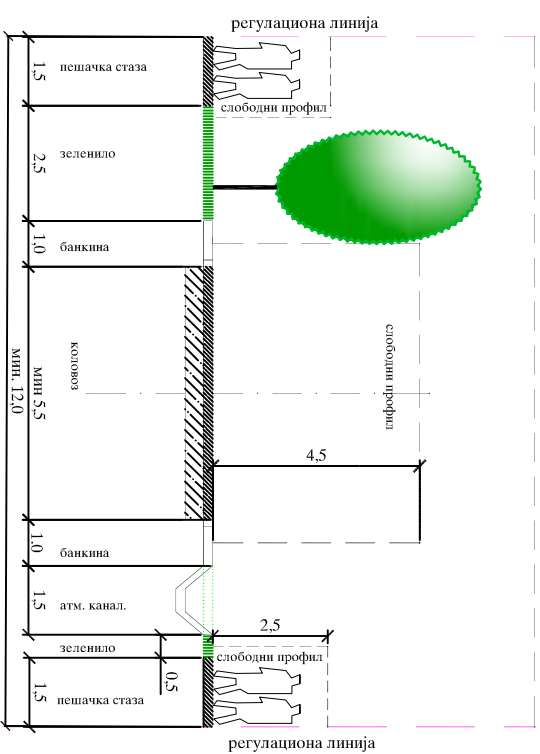 регулациона линија
1,5
пешачка стаза
слободни профил
2,5
зеленило
1,0
банкина
мин. 12,0
мин 5,5
коловоз
слободни профил
4,5
1.0
банкина
1,5
атм. канал.
2,5
зеленило
0,5
слободни профил
1,5
пешачка стаза
регулациона линија